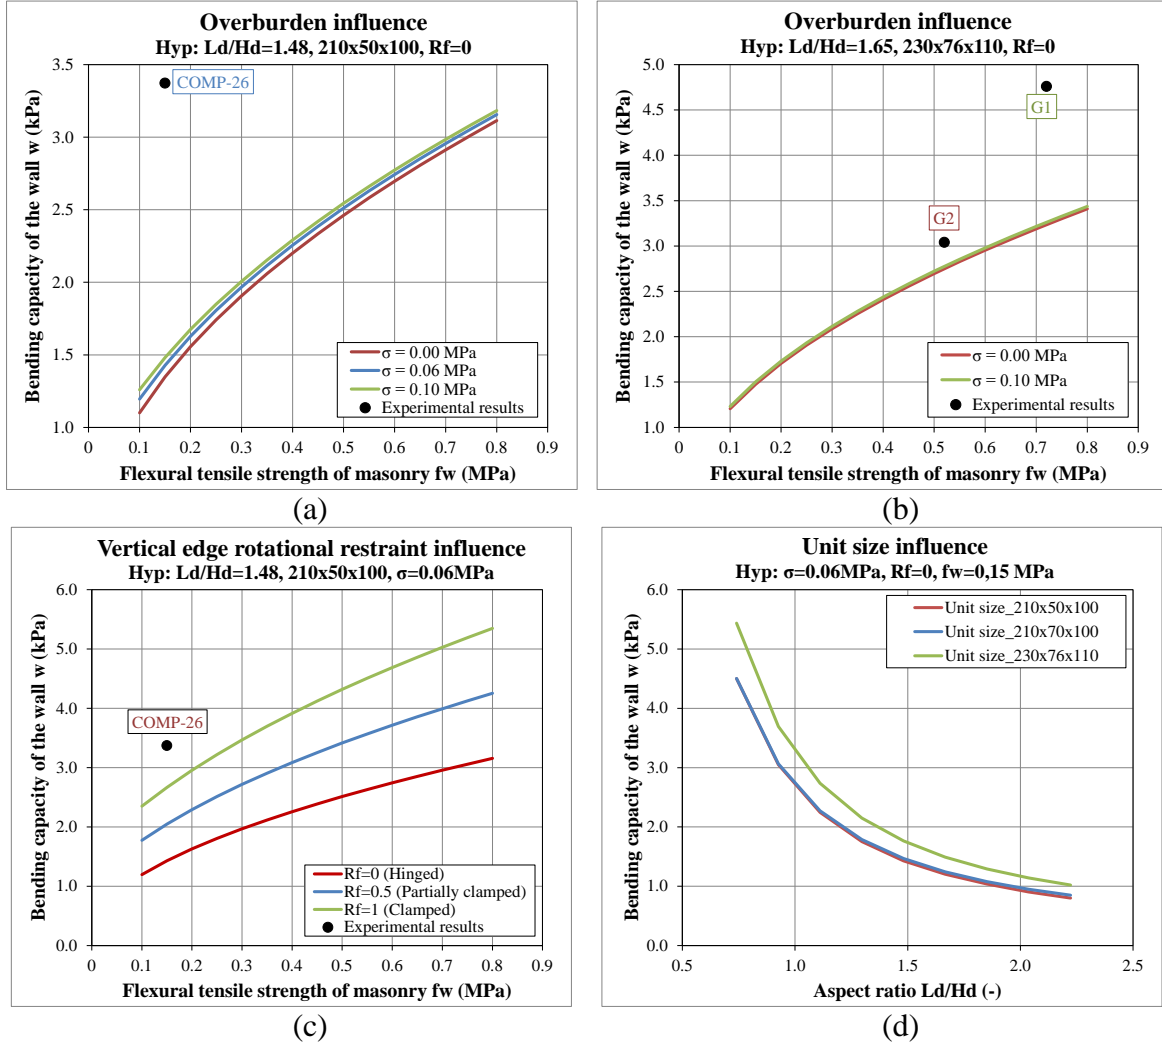 Overburden influence
Hyp: Ld/Hd=1.48, 210x50x100, Rf=0
Bending capacity of the wall w (kPa)
3.5
3.0
2.5
2.0
1.5
1.0
COMP-26
σ = 0.00 MPa
σ = 0.06 MPa
σ = 0.10 MPa
Experimental results
0 0.1 0.2 0.3 0.4 0.5 0.6 0.7 0.8 0.9
Flexural tensile strength of masonry fw (MPa)
(a)
Overburden influence
Hyp: Ld/Hd=1.65, 230x76x110, Rf=0
Bending capacity of the wall w (kPa)
5.0
4.5
4.0
3.5
3.0
2.5
2.0
1.5
1.0
G1
G2
σ = 0.00 MPa
σ = 0.10 MPa
Experimental results
0 0.1 0.2 0.3 0.4 0.5 0.6 0.7 0.8 0.9
Flexural tensile strength of masonry fw (MPa)
(b)
Vertical edge rotational restraint influence
Hyp: Ld/Hd=1.48, 210x50x100, σ=0.06MPa
Bending capacity of the wall w (kPa)
6.0
5.0
4.0
3.0
2.0
1.0
0.0
COMP-26
Rf=0 (Hinged)
Rf=0.5 (Partially clamped)
Rf=1 (Clamped)
Experimental results
0 0.1 0.2 0.3 0.4 0.5 0.6 0.7 0.8 0.9
Flexural tensile strength of masonry fw (MPa)
(c)
Unit size influence
Hyp: σ=0.06MPa, Rf=0, fw=0,15 MPa
Bending capacity of the wall w (kPa)
6.0
5.0
4.0
3.0
2.0
1.0
0.0
Unit size_210x50x100
Unit size_210x70x100
Unit size_230x76x110
0.5 1.0 1.5 2.0 2.5
Aspect ratio Ld/Hd (-)
(d)